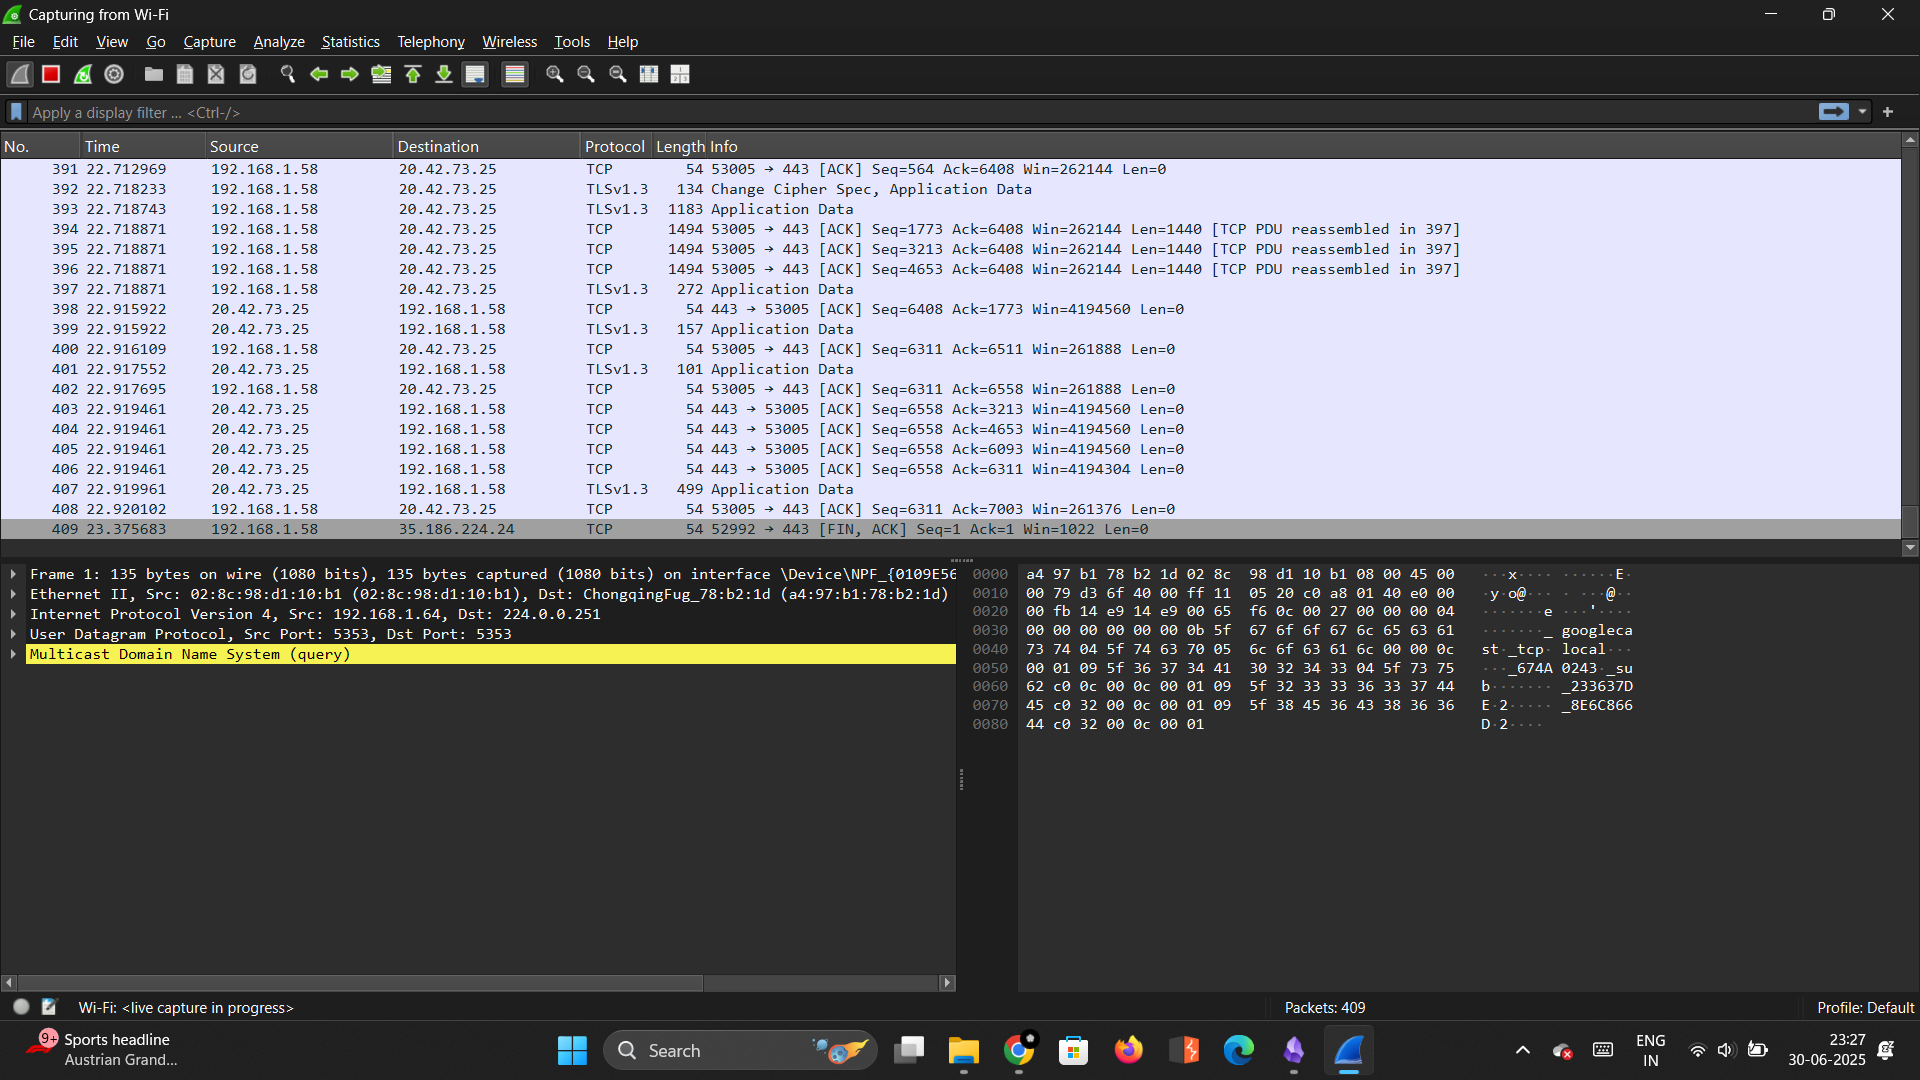 Capturing from Wi-Fi
File Edit View Go Capture Analyze Statistics Telephony Wireless Tools Help
Apply a display filter ... <Ctrl-/>
No. Time Source Destination Protocol Length Info
391 22.712969 192.168.1.58 20.42.73.25 TCP 54 53005 → 443 [ACK] Seq=564 Ack=6408 Win=262144 Len=0
392 22.718233 192.168.1.58 20.42.73.25 TLSv1.3 134 Change Cipher Spec, Application Data
393 22.718743 192.168.1.58 20.42.73.25 TLSv1.3 1183 Application Data
394 22.718871 192.168.1.58 20.42.73.25 TCP 1494 53005 → 443 [ACK] Seq=1773 Ack=6408 Win=262144 Len=1440 [TCP PDU reassembled in 397]
395 22.718871 192.168.1.58 20.42.73.25 TCP 1494 53005 → 443 [ACK] Seq=3213 Ack=6408 Win=262144 Len=1440 [TCP PDU reassembled in 397]
396 22.718871 192.168.1.58 20.42.73.25 TCP 1494 53005 → 443 [ACK] Seq=4653 Ack=6408 Win=262144 Len=1440 [TCP PDU reassembled in 397]
397 22.718871 192.168.1.58 20.42.73.25 TLSv1.3 272 Application Data
398 22.915922 20.42.73.25 192.168.1.58 TCP 54 443 → 53005 [ACK] Seq=6408 Ack=1773 Win=4194560 Len=0
399 22.915922 20.42.73.25 192.168.1.58 TLSv1.3 157 Application Data
400 22.916109 192.168.1.58 20.42.73.25 TCP 54 53005 → 443 [ACK] Seq=6311 Ack=6511 Win=261888 Len=0
401 22.917552 20.42.73.25 192.168.1.58 TLSv1.3 101 Application Data
402 22.917695 192.168.1.58 20.42.73.25 TCP 54 53005 → 443 [ACK] Seq=6311 Ack=6558 Win=261888 Len=0
403 22.919461 20.42.73.25 192.168.1.58 TCP 54 443 → 53005 [ACK] Seq=6558 Ack=3213 Win=4194560 Len=0
404 22.919461 20.42.73.25 192.168.1.58 TCP 54 443 → 53005 [ACK] Seq=6558 Ack=4653 Win=4194560 Len=0
405 22.919461 20.42.73.25 192.168.1.58 TCP 54 443 → 53005 [ACK] Seq=6558 Ack=6093 Win=4194560 Len=0
406 22.919461 20.42.73.25 192.168.1.58 TCP 54 443 → 53005 [ACK] Seq=6558 Ack=6311 Win=4194304 Len=0
407 22.919961 20.42.73.25 192.168.1.58 TLSv1.3 499 Application Data
408 22.920102 192.168.1.58 20.42.73.25 TCP 54 53005 → 443 [ACK] Seq=6311 Ack=7003 Win=261376 Len=0
409 23.375683 192.168.1.58 35.186.224.24 TCP 54 52992 → 443 [FIN, ACK] Seq=1 Ack=1 Win=1022 Len=0
Frame 1: 135 bytes on wire (1080 bits), 135 bytes captured (1080 bits) on interface \Device\NPF_{0109E56
Ethernet II, Src: 02:8c:98:d1:10:b1 (02:8c:98:d1:10:b1), Dst: ChongqingFug_78:b2:1d (a4:97:b1:78:b2:1d)
Internet Protocol Version 4, Src: 192.168.1.64, Dst: 224.0.0.251
User Datagram Protocol, Src Port: 5353, Dst Port: 5353
Multicast Domain Name System (query)
0000 a4 97 b1 78 b2 1d 02 8c 98 d1 10 b1 08 00 45 00 ···x···· ······E·
0010 00 79 d3 6f 40 00 ff 11 05 20 c0 a8 01 40 e0 00 ·y·o@··· · ···@··
0020 00 fb 14 e9 14 e9 00 65 f6 0c 00 27 00 00 00 04 ·······e ···'····
0030 00 00 00 00 00 00 0b 5f 67 6f 6f 67 6c 65 63 61 ·······_ googleca
0040 73 74 04 5f 74 63 70 05 6c 6f 63 61 6c 00 00 0c st·_tcp· local···
0050 00 01 09 5f 36 37 34 41 30 32 34 33 04 5f 73 75 ···_674A 0243·_su
0060 62 c0 0c 00 0c 00 01 09 5f 32 33 33 36 33 37 44 b······· _233637D
0070 45 c0 32 00 0c 00 01 09 5f 38 45 36 43 38 36 36 E·2····· _8E6C866
0080 44 c0 32 00 0c 00 01 D·2····
Wi-Fi: <live capture in progress> Packets: 409 Profile: Default
9+ Sports headline
Austrian Grand...
Search
ENG
IN
23:27
30-06-2025